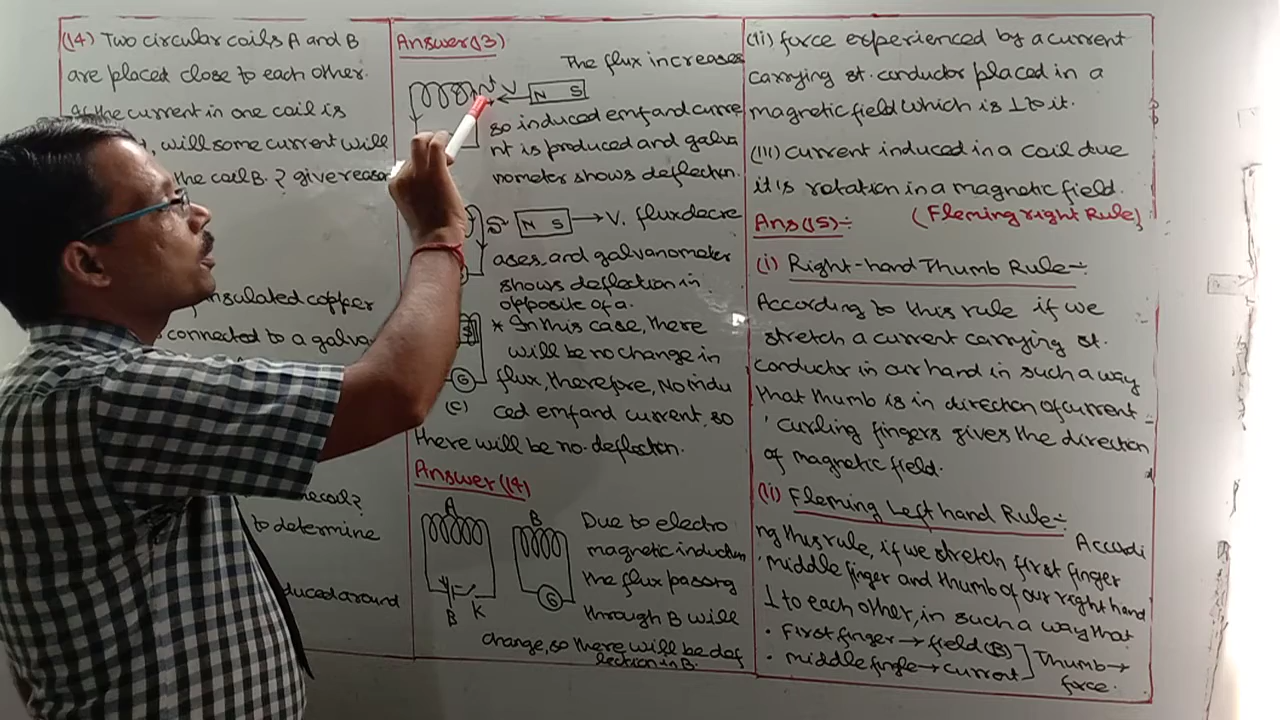 (14) Two circular coils A and B
are placed close to each other.
If the current in one coil is
, will some current will
the coil B.? give reason
insulated copper
connected to a galva
the coil?
to determine
duced around
Answer(13)
The flux increases
V
N S
so induced emf and curre
nt is produced and galva
nometer shows deflection.
S N S → V. flux decre
ases, and galvanometer
shows deflection in
opposite of a.
* In this case, there
will be no change in
flux, therefore, No indu
G
(c) ced emf and current, so
there will be no deflection.
Answer (14)
A B
Due to electro
magnetic induction
the flux passing
through B will
G
B K
change, so there will be def
lection in B.
(ii) force experienced by a current
carrying st. conductor placed in a
magnetic field which is ⊥ to it.
(iii) current induced in a coil due
it is rotation in a magnetic field.
Ans(15):- (Fleming right Rule)
(i) Right-hand Thumb Rule:-
According to this rule if we
stretch a current carrying st.
conductor in our hand in such a way
that thumb is in direction of current
' curling fingers gives the direction
of magnetic field.
(ii) Fleming Left hand Rule:-
Accordi
ng this rule, if we stretch first finger
' middle finger and thumb of our right hand
⊥ to each other, in such a way that
• First finger → field (B)
• middle fingle → current
Thumb →
force.